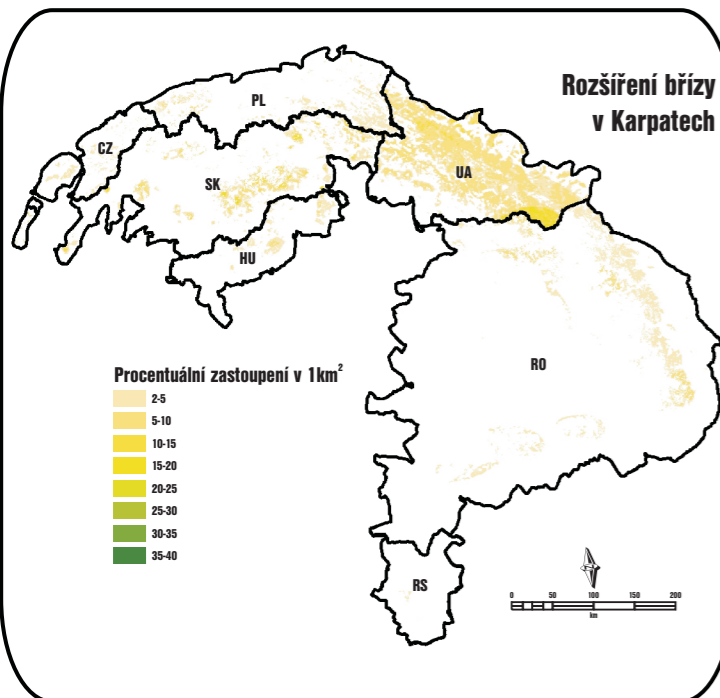 Rozšíření břízy
v Karpatech
PL
CZ
UA
SK
HU
RO
RS
Procentuální zastoupení v 1km²
2-5
5-10
10-15
15-20
20-25
25-30
30-35
35-40
0 50 100 150 200
km